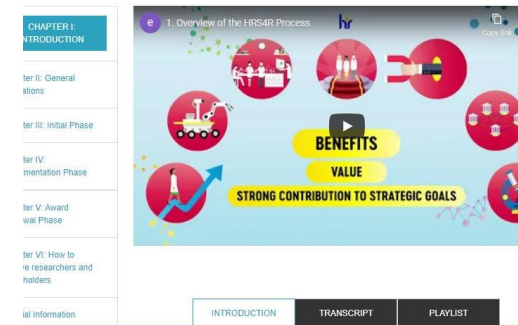 CHAPTER I:
INTRODUCTION
ter II: General
ations
ter III: Initial Phase
ter IV:
mentation Phase
ter V: Award
wal Phase
ter VI: How to
e researchers and
holders
ial Information
e
1. Overview of the HRS4R Process
hr
Copy link
BENEFITS
VALUE
STRONG CONTRIBUTION TO STRATEGIC GOALS
INTRODUCTION
TRANSCRIPT
PLAYLIST